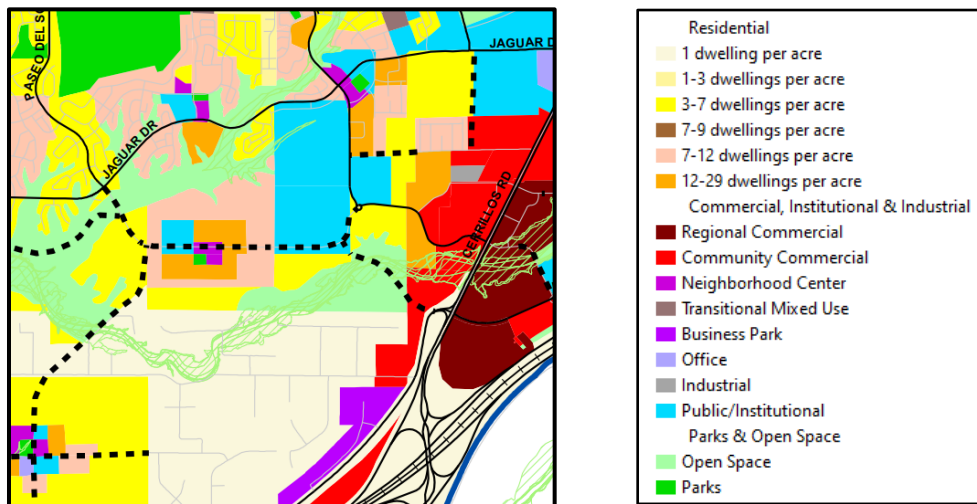 PASEO DEL SO
JAGUAR D
JAGUAR DR
CERRILLOS RD
Residential
1 dwelling per acre
1-3 dwellings per acre
3-7 dwellings per acre
7-9 dwellings per acre
7-12 dwellings per acre
12-29 dwellings per acre
Commercial, Institutional & Industrial
Regional Commercial
Community Commercial
Neighborhood Center
Transitional Mixed Use
Business Park
Office
Industrial
Public/Institutional
Parks & Open Space
Open Space
Parks